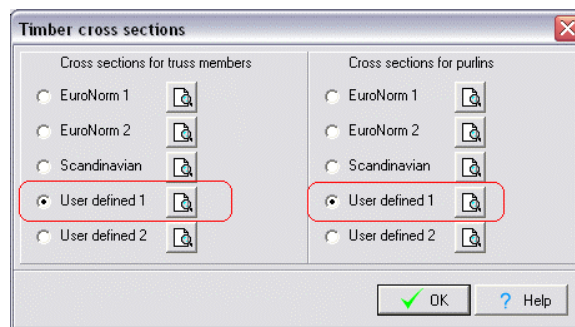 Timber cross sections
Cross sections for truss members
EuroNorm 1
EuroNorm 2
Scandinavian
User defined 1
User defined 2
Cross sections for purlins
EuroNorm 1
EuroNorm 2
Scandinavian
User defined 1
User defined 2
OK
? Help